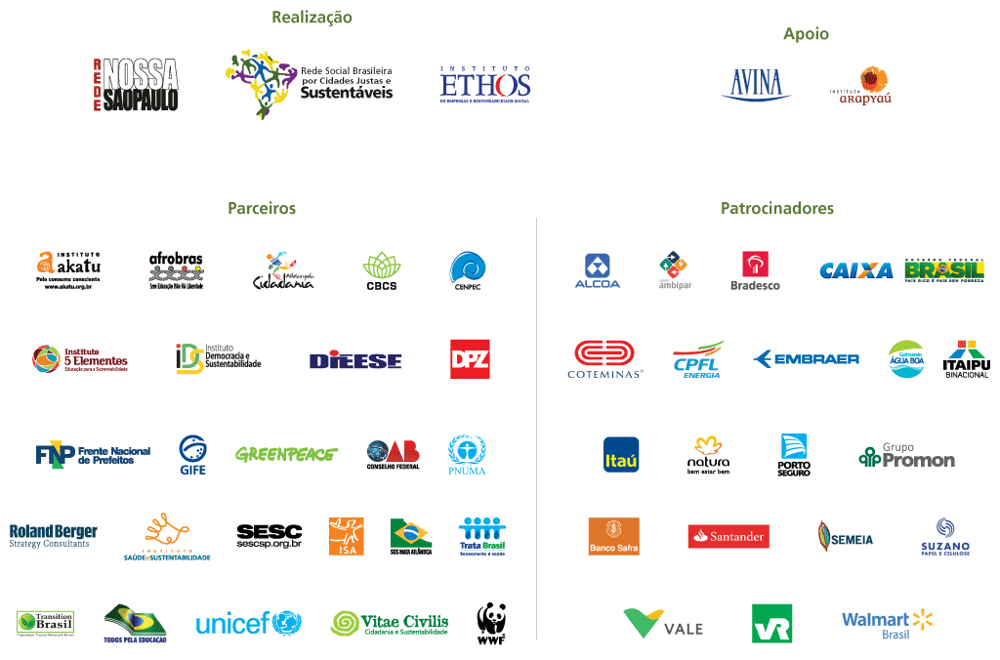 Realização
REDE
NOSSA
SÃOPAULO
Rede Social Brasileira
por Cidades Justas e
Sustentáveis
INSTITUTO
ETHOS
DE EMPRESAS E RESPONSABILIDADE SOCIAL
Apoio
AVINA
instituto
ARAPYAÚ
Parceiros
INSTITUTO
akatu
Pelo consumo consciente
www.akatu.org.br
afrobras
Sem Educação Não Há Liberdade
Cidadania
CBCS
CENPEC
Instituto
5 Elementos
Educação para a Sustentabilidade
iDS
Instituto
Democracia e
Sustentabilidade
DIEESE
DPZ
FNP
Frente Nacional
de Prefeitos
GIFE
GREENPEACE
OAB
CONSELHO FEDERAL
PNUMA
Roland Berger
Strategy Consultants
INSTITUTO
SAÚDE e SUSTENTABILIDADE
SESC
sescsp.org.br
ISA
SOS MATA ATLÂNTICA
Trata Brasil
Saneamento é saúde
Transition
Brasil
Transition Towns Network Brasil
TODOS PELA EDUCAÇÃO
unicef
Vitae Civilis
Cidadania e Sustentabilidade
WWF
Patrocinadores
ALCOA
ambipar
Bradesco
CAIXA
GOVERNO FEDERAL
BRASIL
PAÍS RICO É PAÍS SEM POBREZA
COTEMINAS®
CPFL
ENERGIA
EMBRAER
Cultivando
ÁGUA BOA
ITAIPU
BINACIONAL
Itaú
natura
bem estar bem
PORTO
SEGURO
Grupo
Promon
Banco Safra
Santander
SEMEIA
SUZANO
PAPEL E CELULOSE
VALE
VR
Walmart
Brasil